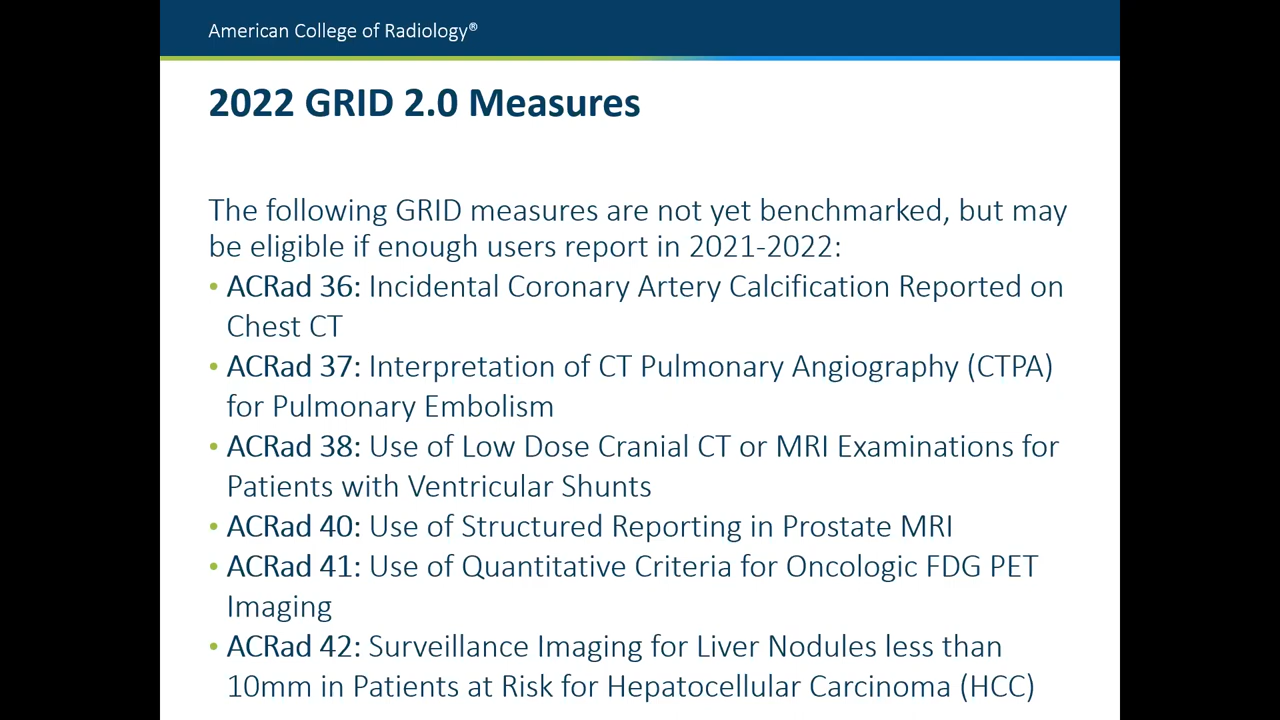 American College of Radiology®
2022 GRID 2.0 Measures
The following GRID measures are not yet benchmarked, but may
be eligible if enough users report in 2021-2022:
• ACRad 36: Incidental Coronary Artery Calcification Reported on
Chest CT
• ACRad 37: Interpretation of CT Pulmonary Angiography (CTPA)
for Pulmonary Embolism
• ACRad 38: Use of Low Dose Cranial CT or MRI Examinations for
Patients with Ventricular Shunts
• ACRad 40: Use of Structured Reporting in Prostate MRI
• ACRad 41: Use of Quantitative Criteria for Oncologic FDG PET
Imaging
• ACRad 42: Surveillance Imaging for Liver Nodules less than
10mm in Patients at Risk for Hepatocellular Carcinoma (HCC)